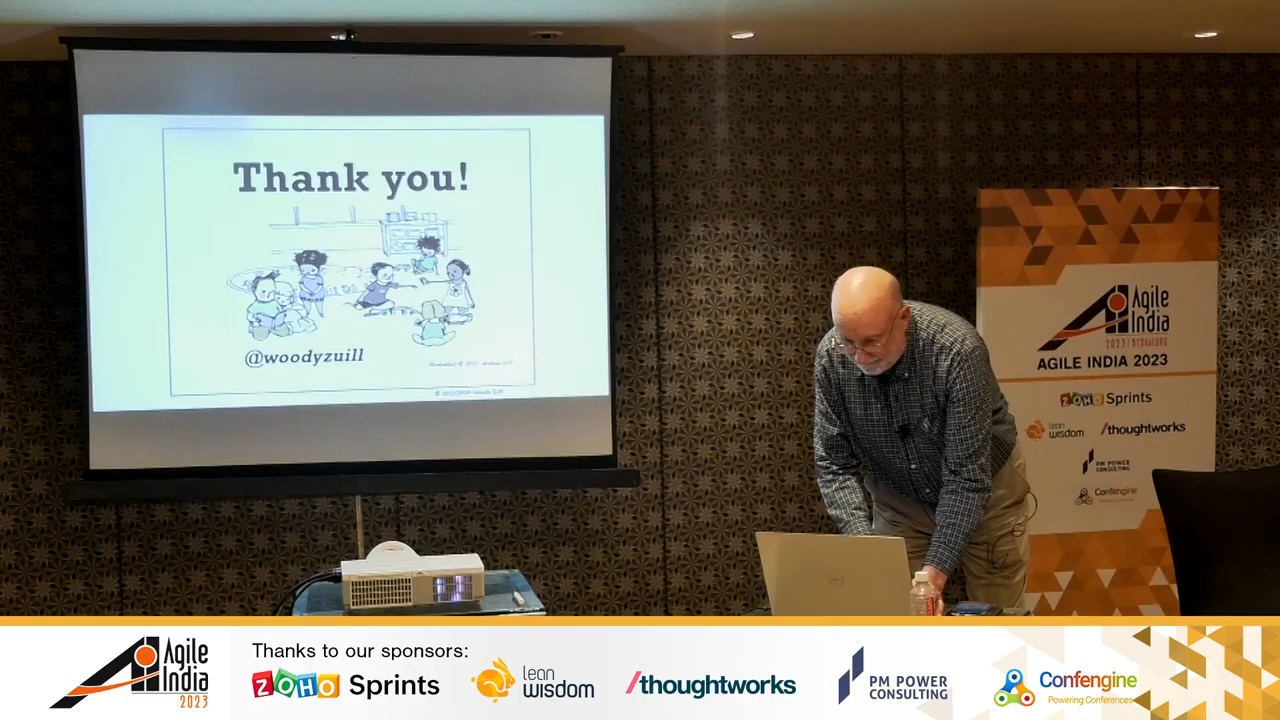 Thank you!
@woodyzuill
Agile
India
2023 | BENGALURU
AGILE INDIA 2023
ZOHO Sprints
lean
wisdom
/thoughtworks
PM POWER
CONSULTING
Confengine
Agile
India
2023
Thanks to our sponsors:
ZOHO Sprints
lean
wisdom
/thoughtworks
PM POWER
CONSULTING
Confengine
Powering Conferences